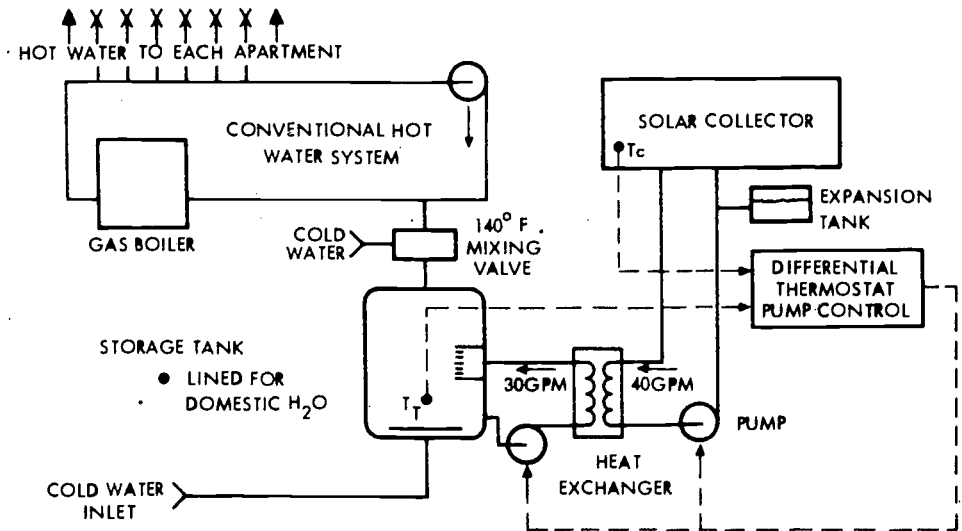 HOT WATER TO EACH APARTMENT
CONVENTIONAL HOT
WATER SYSTEM
GAS BOILER
COLD
WATER
140° F.
MIXING
VALVE
SOLAR COLLECTOR
Tc
EXPANSION
TANK
DIFFERENTIAL
THERMOSTAT
PUMP CONTROL
STORAGE TANK
● LINED FOR
DOMESTIC H₂O
T_T
30GPM
40GPM
PUMP
HEAT
EXCHANGER
COLD WATER
INLET